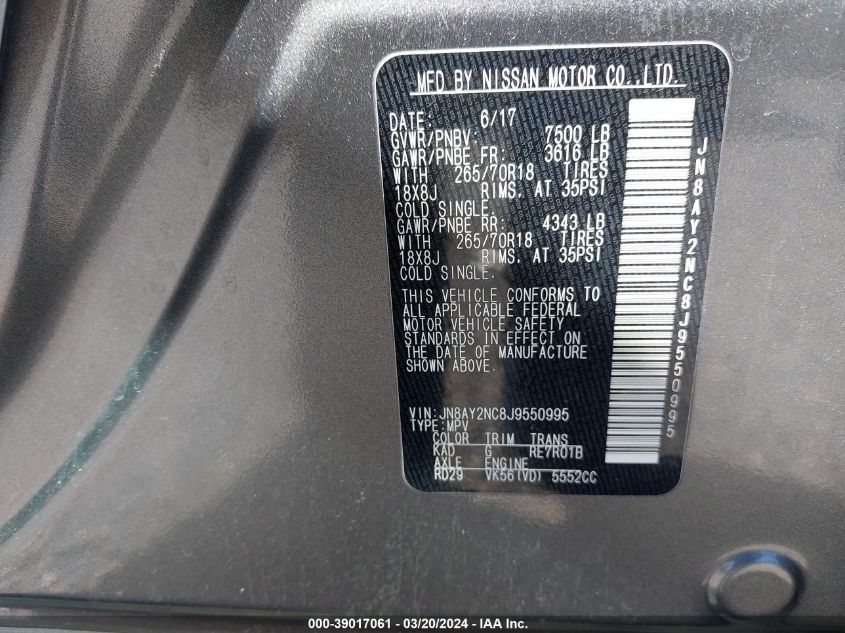 MFD BY NISSAN MOTOR CO.,LTD.
DATE: 6/17
GVWR/PNBV: 7500 LB
GAWR/PNBE FR: 3616 LB
WITH 265/70R18 TIRES
18X8J RIMS, AT 35PSI
COLD SINGLE.
GAWR/PNBE RR: 4343 LB
WITH 265/70R18 TIRES
18X8J RIMS, AT 35PSI
COLD SINGLE.
THIS VEHICLE CONFORMS TO
ALL APPLICABLE FEDERAL
MOTOR VEHICLE SAFETY
STANDARDS IN EFFECT ON
THE DATE OF MANUFACTURE
SHOWN ABOVE.
VIN:JN8AY2NC8J9550995
TYPE:MPV
COLOR TRIM TRANS
KAD G RE7R01B
AXLE ENGINE
RD29 VK56(VD) 5552CC
JN8AY2NC8J9550995
000-39017061 - 03/20/2024 - IAA Inc.